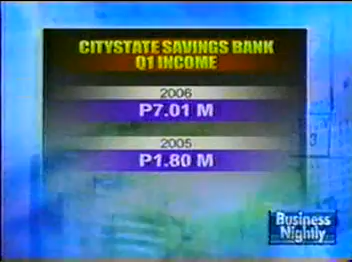 CITYSTATE SAVINGS BANK
Q1 INCOME
2006
P7.01 M
2005
P1.80 M
Business
Nightly